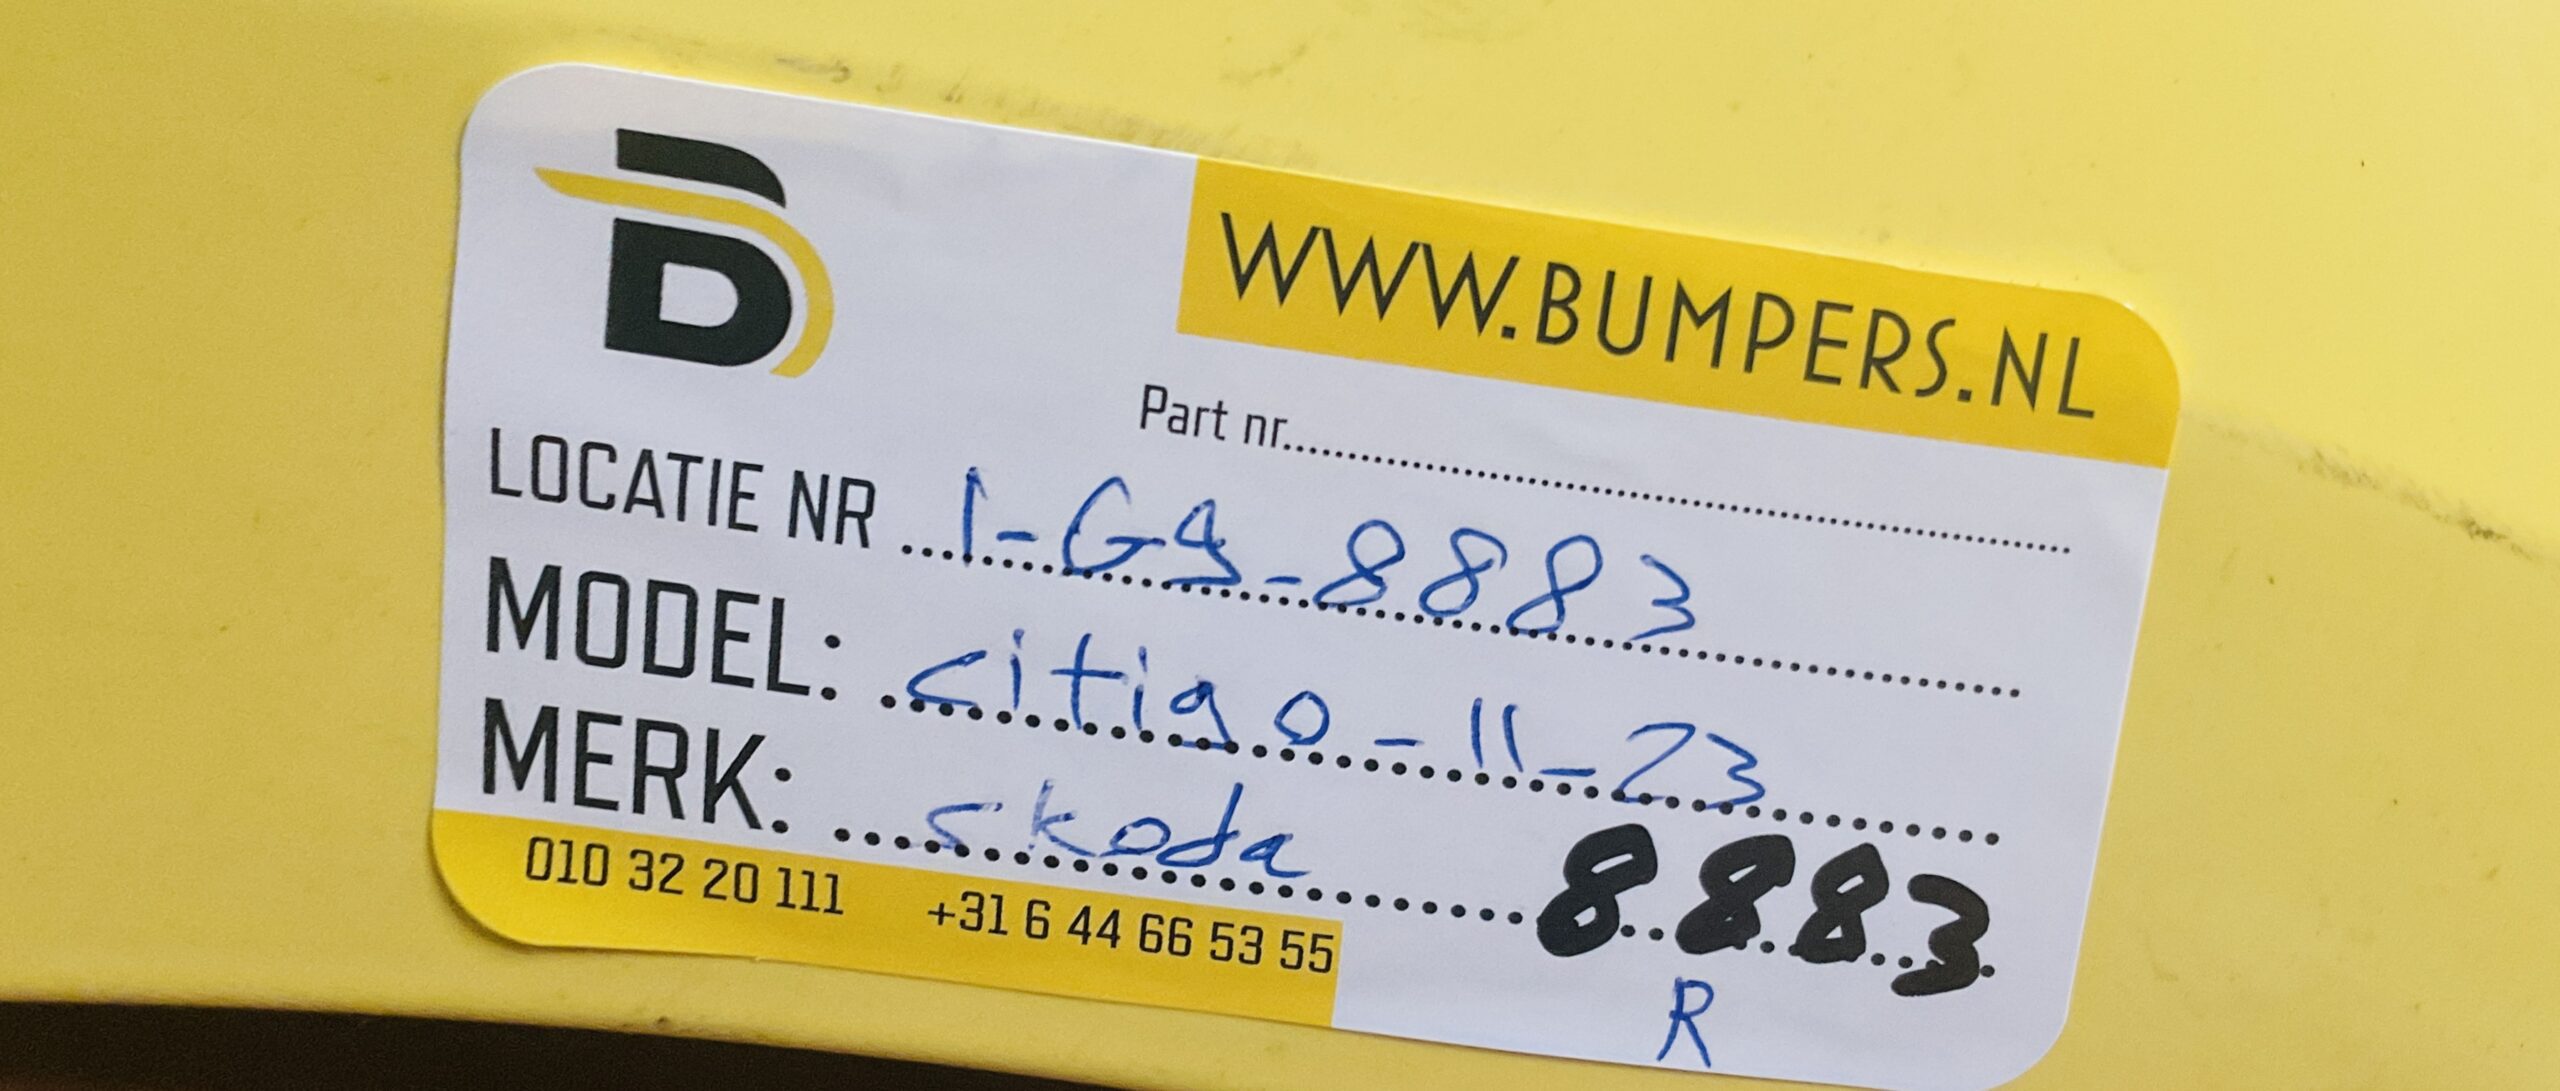 B
WWW.BUMPERS.NL
Part nr..........
LOCATIE NR ... 1-G9-8883
MODEL: citigo-11-23
MERK: skoda 8883
010 32 20 111 +31 6 44 66 53 55
R